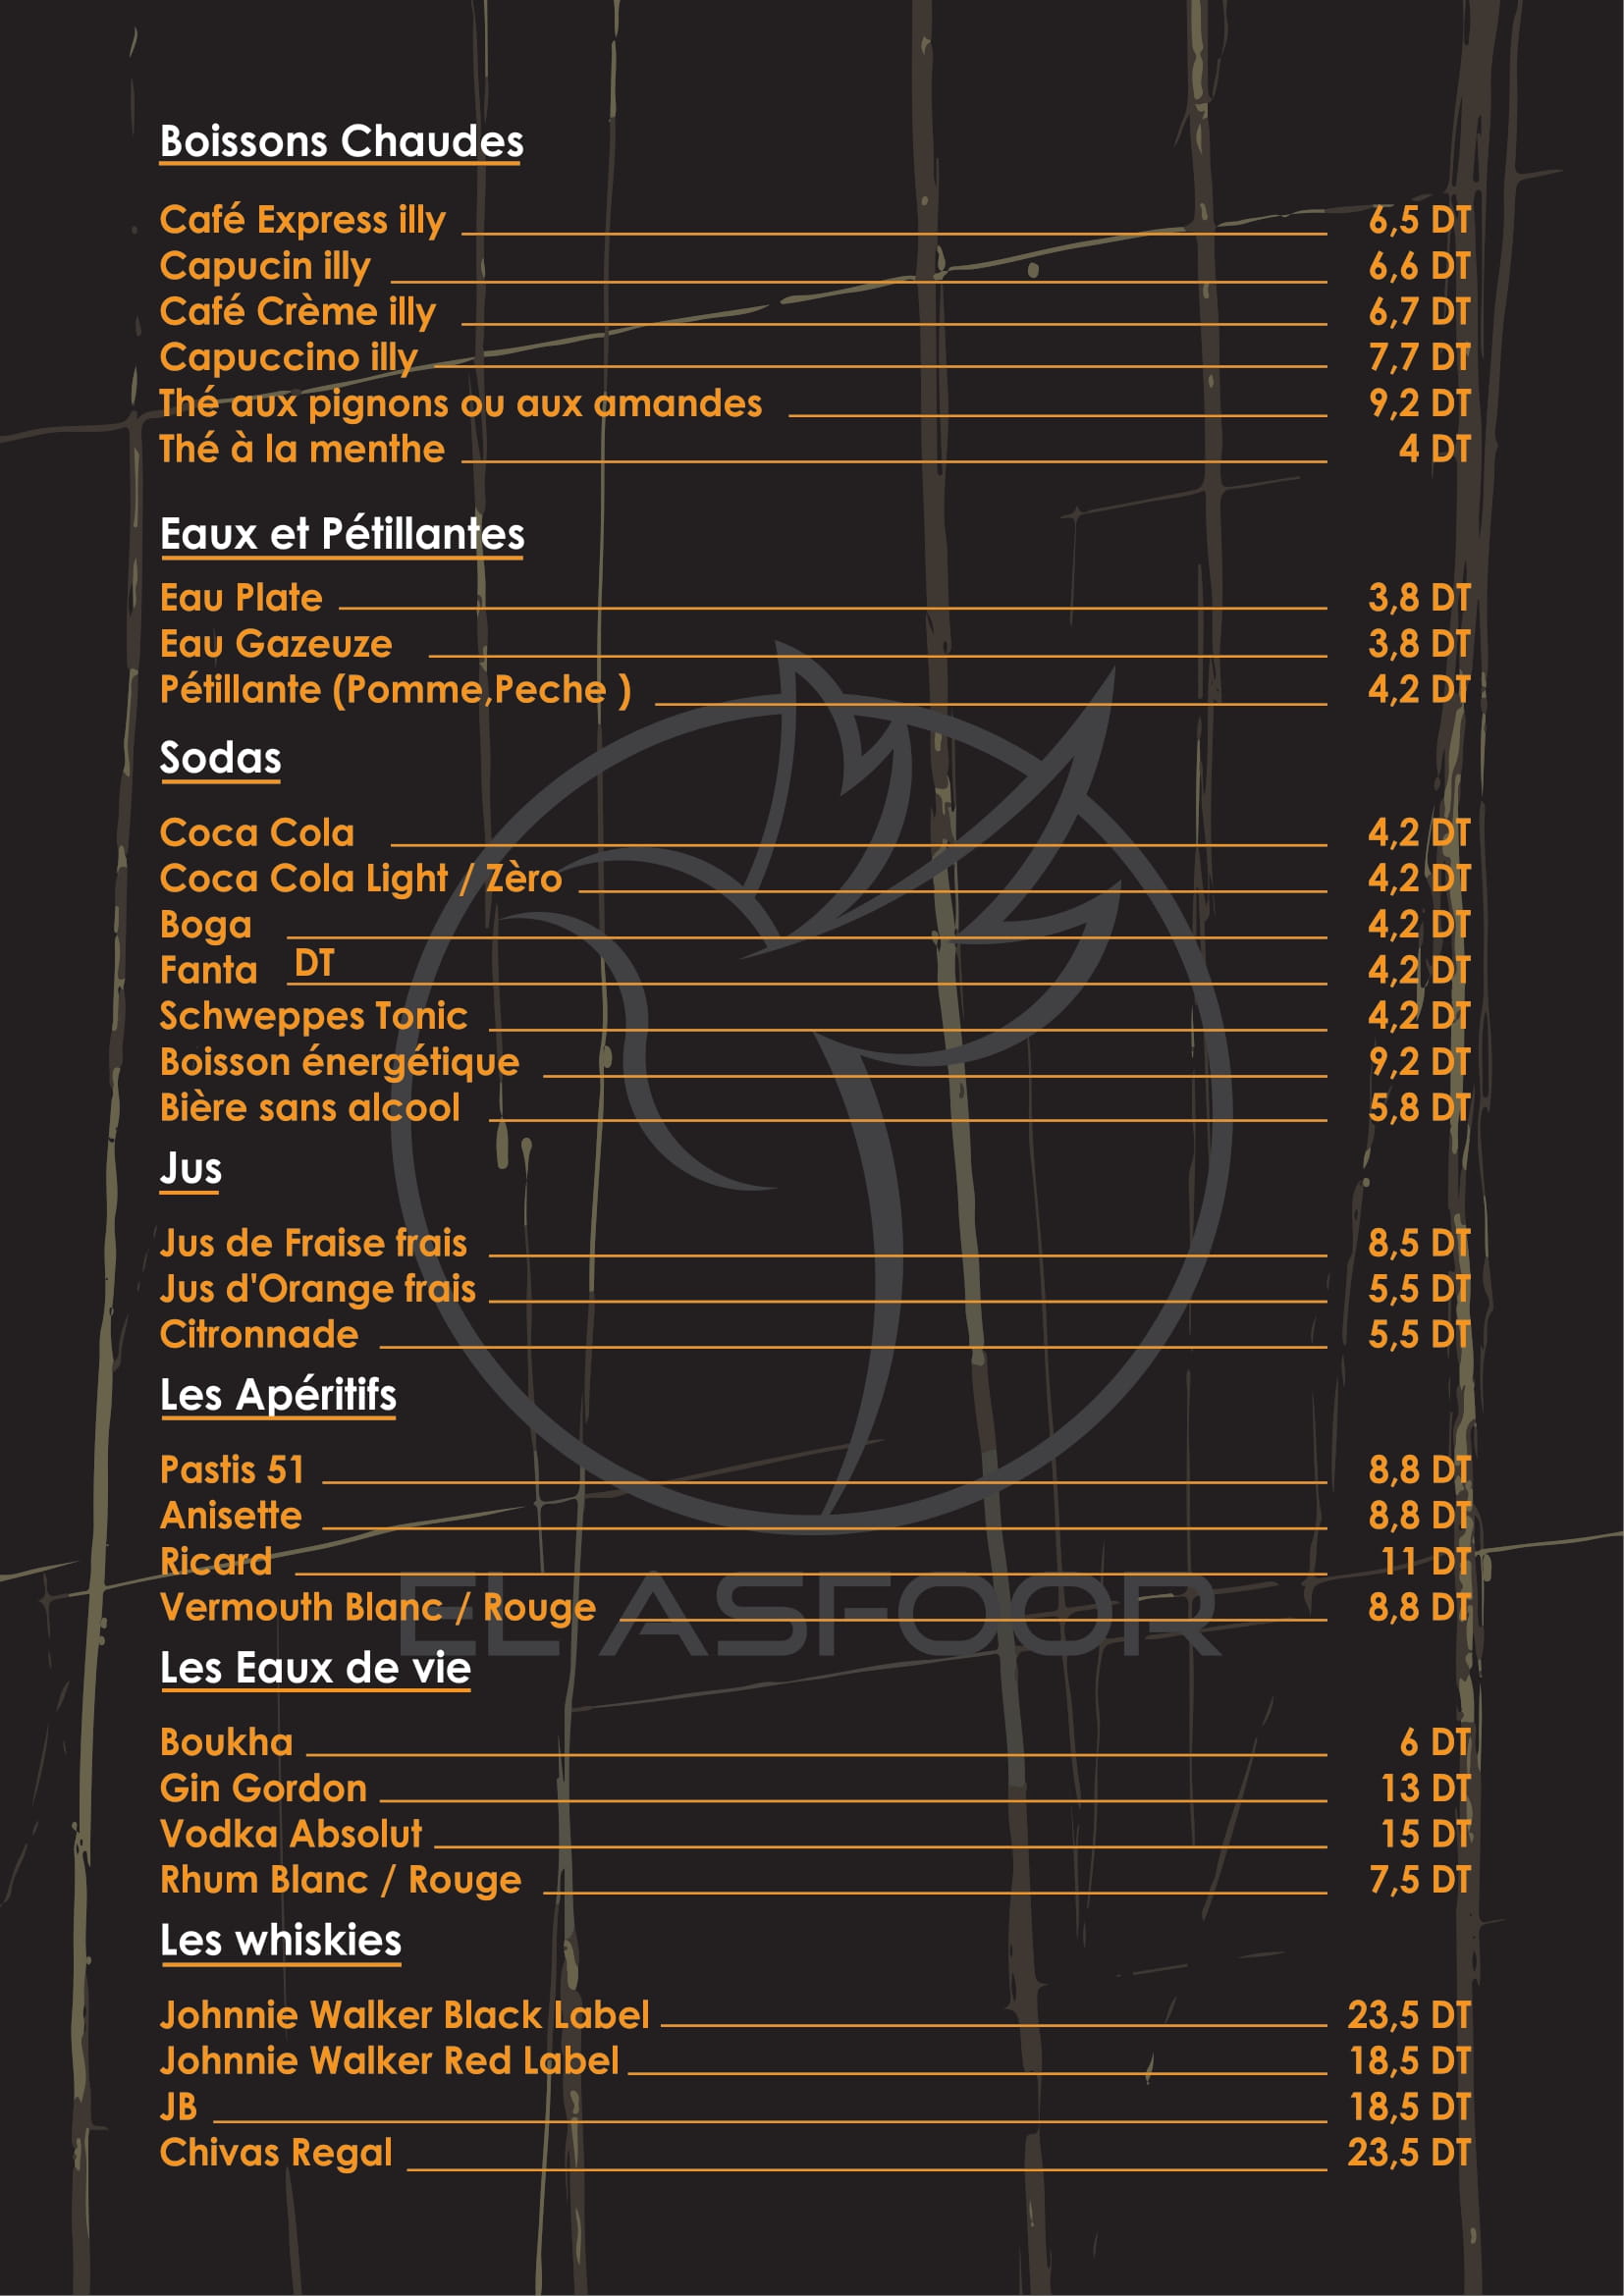 Boissons Chaudes
Café Express illy 6,5 DT
Capucin illy 6,6 DT
Café Crème illy 6,7 DT
Capuccino illy 7,7 DT
Thé aux pignons ou aux amandes 9,2 DT
Thé à la menthe 4 DT
Eaux et Pétillantes
Eau Plate 3,8 DT
Eau Gazeuze 3,8 DT
Pétillante (Pomme,Peche ) 4,2 DT
Sodas
Coca Cola 4,2 DT
Coca Cola Light / Zèro 4,2 DT
Boga 4,2 DT
Fanta DT 4,2 DT
Schweppes Tonic 4,2 DT
Boisson énergétique 9,2 DT
Bière sans alcool 5,8 DT
Jus
Jus de Fraise frais 8,5 DT
Jus d'Orange frais 5,5 DT
Citronnade 5,5 DT
Les Apéritifs
Pastis 51 8,8 DT
Anisette 8,8 DT
Ricard 11 DT
Vermouth Blanc / Rouge 8,8 DT
EL ASFOOR
Les Eaux de vie
Boukha 6 DT
Gin Gordon 13 DT
Vodka Absolut 15 DT
Rhum Blanc / Rouge 7,5 DT
Les whiskies
Johnnie Walker Black Label 23,5 DT
Johnnie Walker Red Label 18,5 DT
JB 18,5 DT
Chivas Regal 23,5 DT